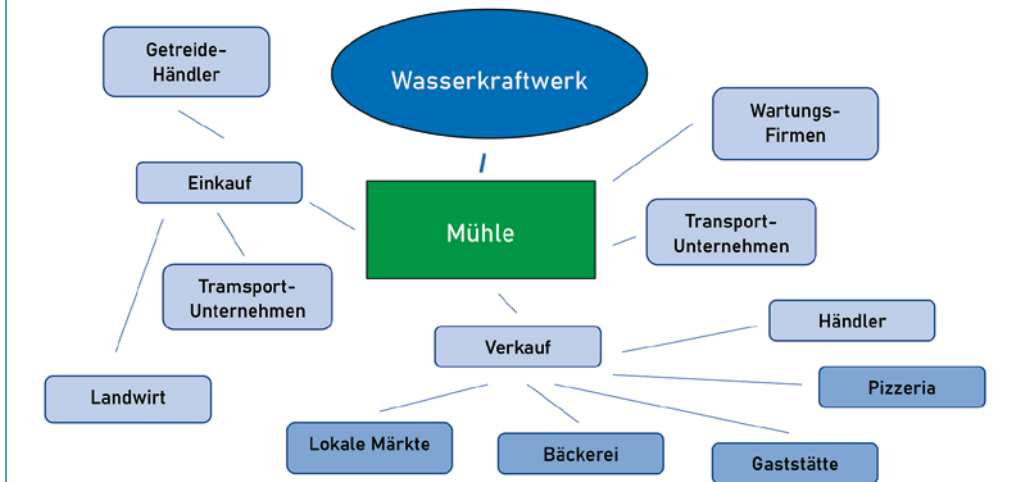 Getreide-
Händler
Wasserkraftwerk
Wartungs-
Firmen
Einkauf
Mühle
Transport-
Unternehmen
Tramsport-
Unternehmen
Händler
Verkauf
Pizzeria
Landwirt
Lokale Märkte
Bäckerei
Gaststätte